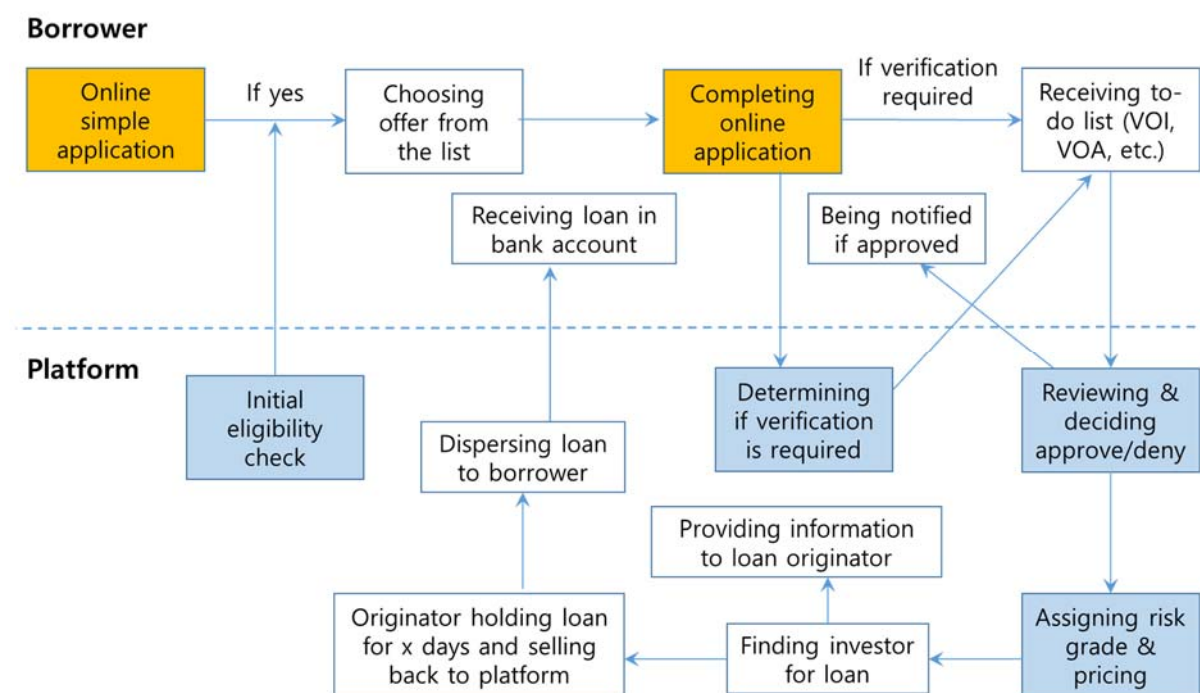 Borrower
Online
simple
application
If yes
Choosing
offer from
the list
Completing
online
application
If verification
required
Receiving to-
do list (VOI,
VOA, etc.)
Receiving loan in
bank account
Being notified
if approved
Platform
Initial
eligibility
check
Dispersing loan
to borrower
Determining
if verification
is required
Reviewing &
deciding
approve/deny
Providing information
to loan originator
Originator holding loan
for x days and selling
back to platform
Finding investor
for loan
Assigning risk
grade &
pricing